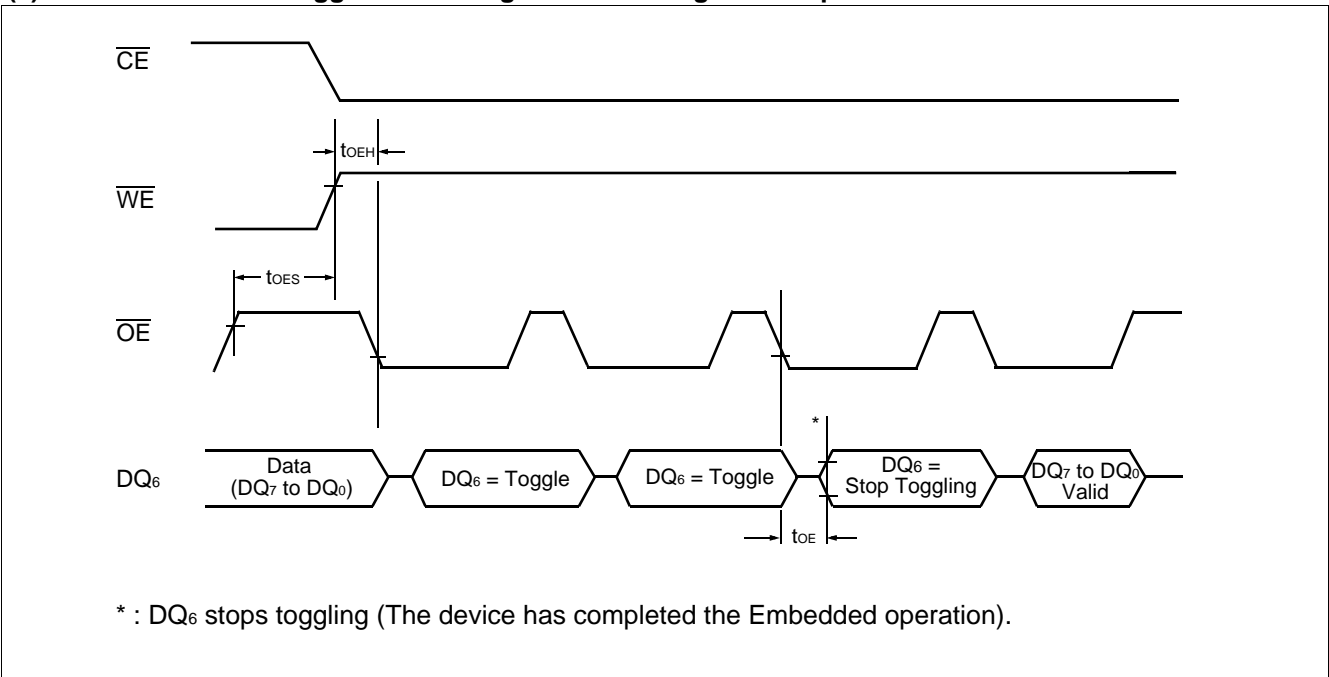 CE
tOEH
WE
tOES
OE
*
DQ6
Data
(DQ7 to DQ0)
DQ6 = Toggle
DQ6 = Toggle
DQ6 =
Stop Toggling
DQ7 to DQ0
Valid
tOE
* : DQ6 stops toggling (The device has completed the Embedded operation).